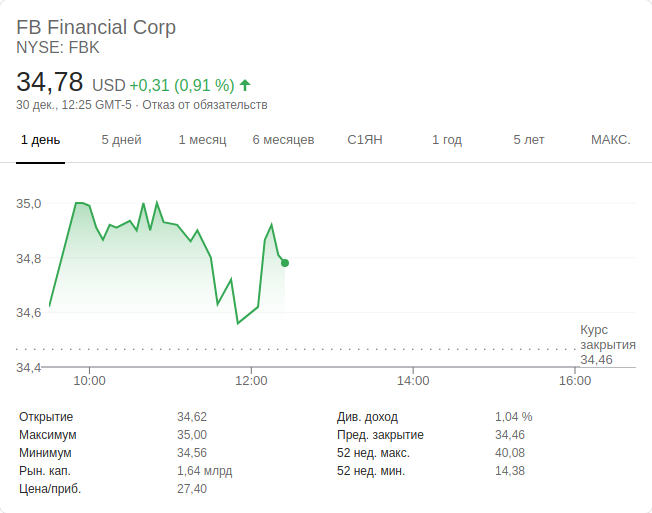 FB Financial Corp
NYSE: FBK
34,78 USD +0,31 (0,91 %)
30 дек., 12:25 GMT-5 · Отказ от обязательств
1 день 5 дней 1 месяц 6 месяцев С1ЯН 1 год 5 лет МАКС.
35,0
34,8
34,6
Курс
закрытия
34,46
34,4
10:00 12:00 14:00 16:00
Открытие 34,62 Див. доход 1,04 %
Максимум 35,00 Пред. закрытие 34,46
Минимум 34,56 52 нед. макс. 40,08
Рын. кап. 1,64 млрд 52 нед. мин. 14,38
Цена/приб. 27,40